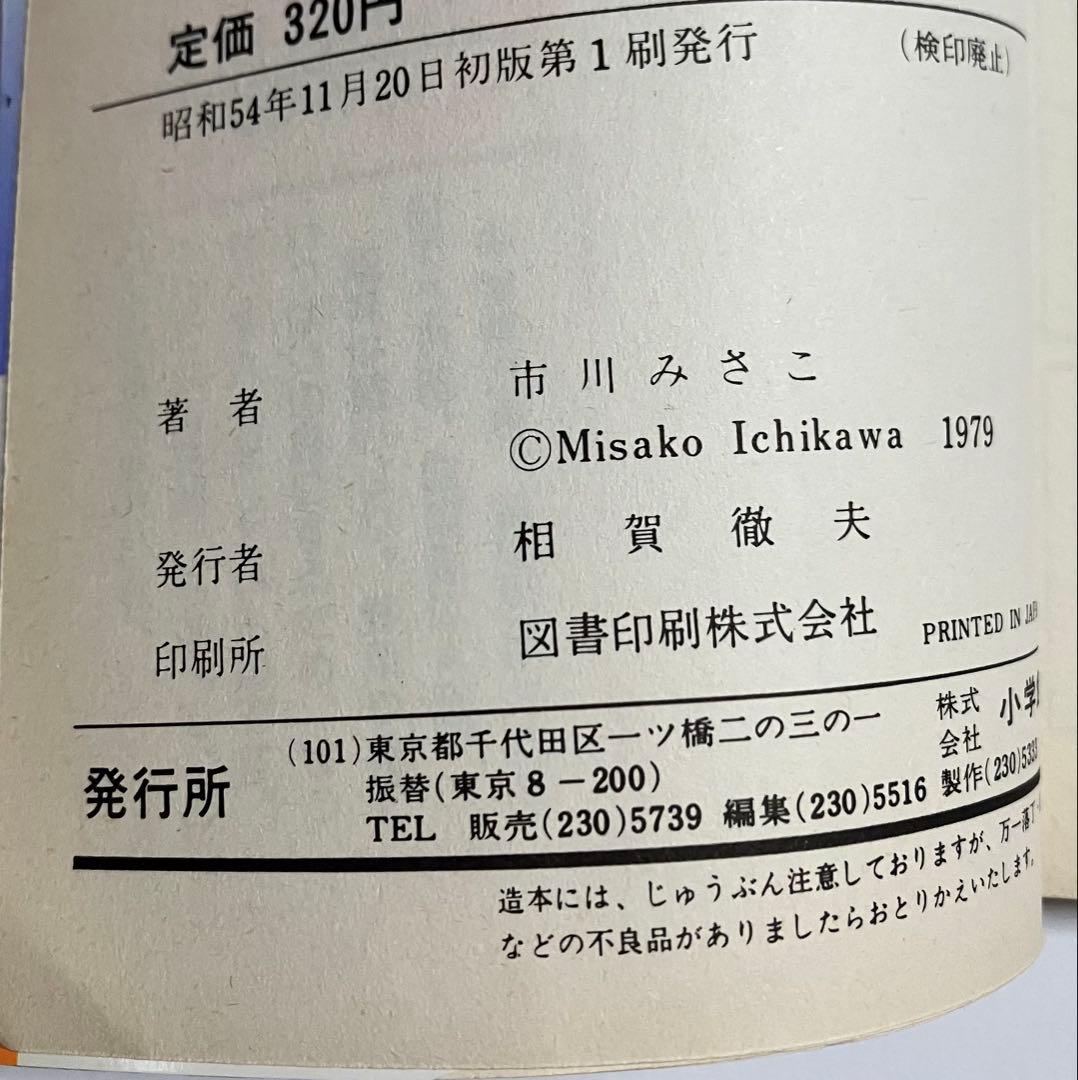 定価 320円
昭和54年11月20日初版第1刷発行
(検印廃止)
著者 市川みさこ
©Misako Ichikawa 1979
発行者 相賀徹夫
印刷所 図書印刷株式会社
PRINTED IN
発行所
(101)東京都千代田区一ツ橋二の三の一
振替(東京8-200)
TEL 販売(230)5739 編集(230)5516
株式会社 小学
製作(230)533
造本には、じゅうぶん注意しておりますが、万一落丁
などの不良品がありましたらおとりかえいたします。